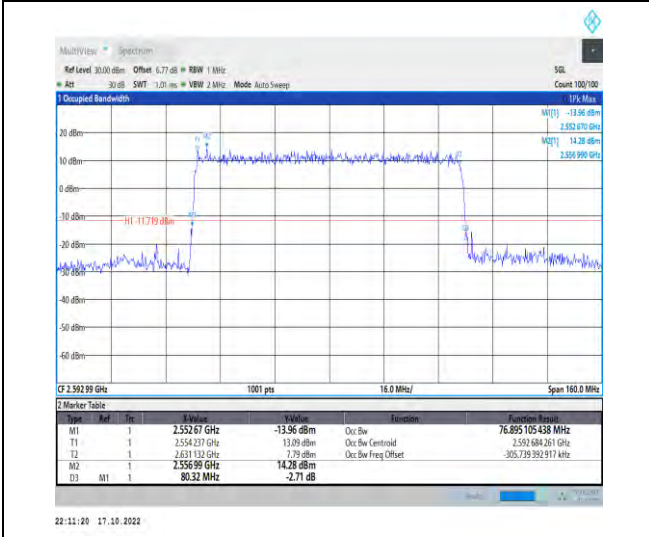 MultiView Spectrum
Ref Level 30.00 dBm Offset 6.77 dB RBW 1 MHz SGL
Att 30 dB SWT 1.01 ms VBW 2 MHz Mode Auto Sweep Count 100/100
1 Occupied Bandwidth 1Pk Max
M1[1] -13.96 dBm
2.552 670 GHz
20 dBm M2 M2[1] 14.28 dBm
2.556 990 GHz
10 dBm
0 dBm
-10 dBm
H1 -11.719 dBm
-20 dBm
-30 dBm
-40 dBm
-50 dBm
-60 dBm
CF 2.592 99 GHz 1001 pts 16.0 MHz/ Span 160.0 MHz
2 Marker Table
Type Ref Trc X-Value Y-Value Function Function Result
M1 1 2.552 67 GHz -13.96 dBm Occ Bw 76.895 105 438 MHz
T1 1 2.554 237 GHz 13.09 dBm Occ Bw Centroid 2.592 684 261 GHz
T2 1 2.631 132 GHz 7.79 dBm Occ Bw Freq Offset -305.739 392 917 kHz
M2 1 2.556 99 GHz 14.28 dBm
D3 M1 1 80.32 MHz -2.71 dB
22:11:20 17.10.2022